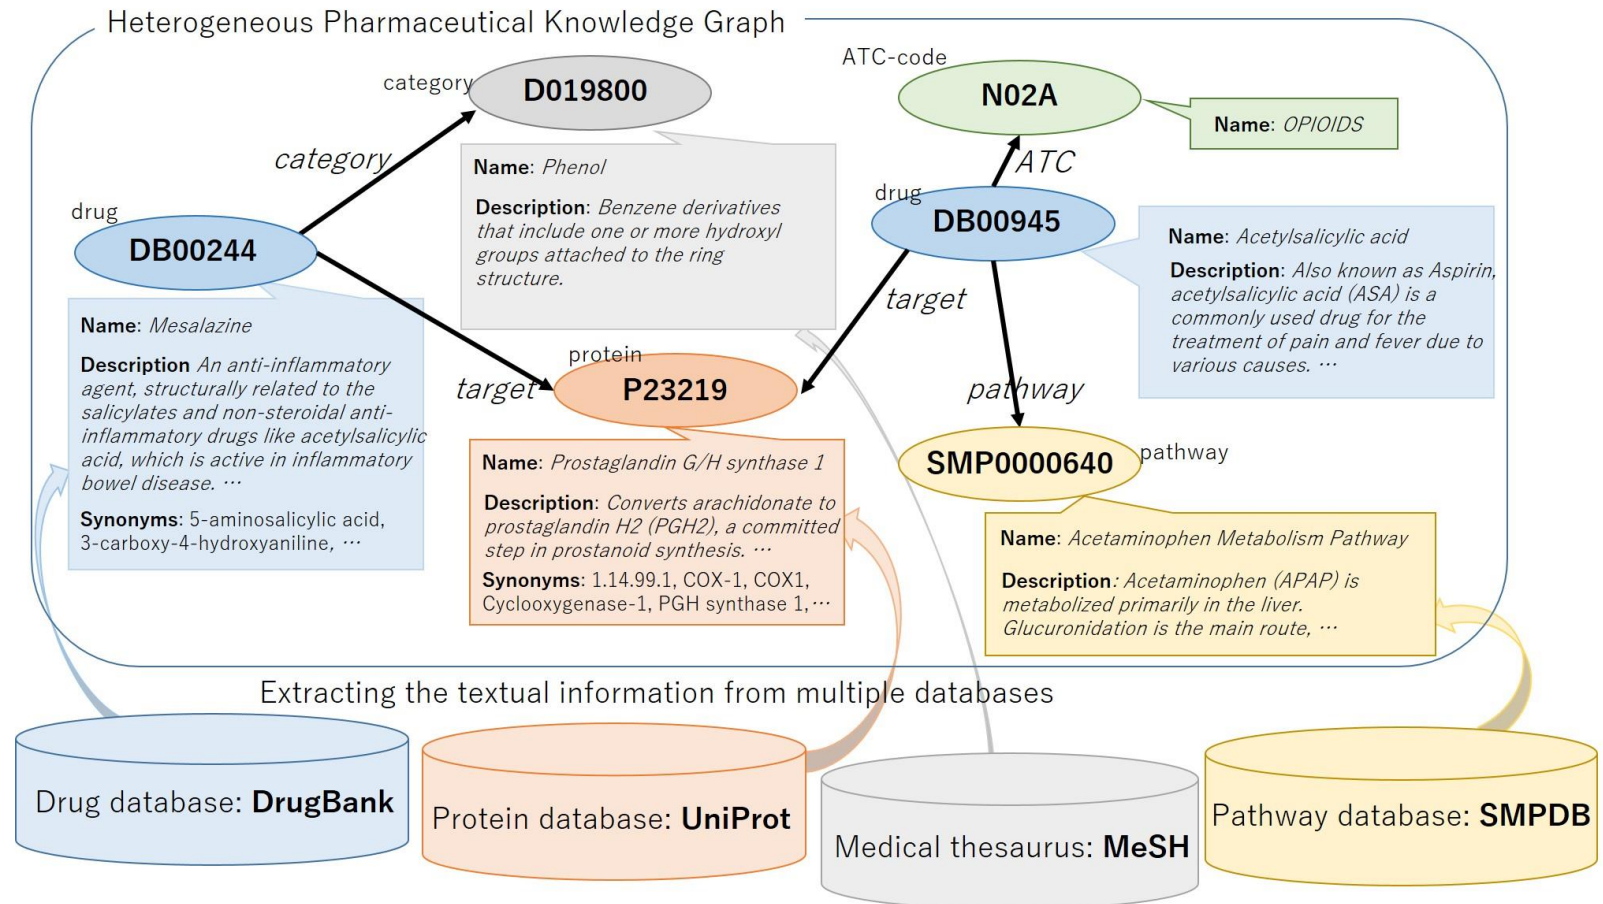 Heterogeneous Pharmaceutical Knowledge Graph
category
D019800
category
Name: Phenol
Description: Benzene derivatives
that include one or more hydroxyl
groups attached to the ring
structure.
ATC-code
N02A
Name: OPIOIDS
ATC
drug
DB00244
drug
DB00945
Name: Acetylsalicylic acid
Description: Also known as Aspirin,
acetylsalicylic acid (ASA) is a
commonly used drug for the
treatment of pain and fever due to
various causes. …
Name: Mesalazine
Description An anti-inflammatory
agent, structurally related to the
salicylates and non-steroidal anti-
inflammatory drugs like acetylsalicylic
acid, which is active in inflammatory
bowel disease. …
Synonyms: 5-aminosalicylic acid,
3-carboxy-4-hydroxyaniline, …
target
target
protein
P23219
Name: Prostaglandin G/H synthase 1
Description: Converts arachidonate to
prostaglandin H2 (PGH2), a committed
step in prostanoid synthesis. …
Synonyms: 1.14.99.1, COX-1, COX1,
Cyclooxygenase-1, PGH synthase 1,…
pathway
SMP0000640
pathway
Name: Acetaminophen Metabolism Pathway
Description: Acetaminophen (APAP) is
metabolized primarily in the liver.
Glucuronidation is the main route, …
Extracting the textual information from multiple databases
Drug database: DrugBank
Protein database: UniProt
Medical thesaurus: MeSH
Pathway database: SMPDB